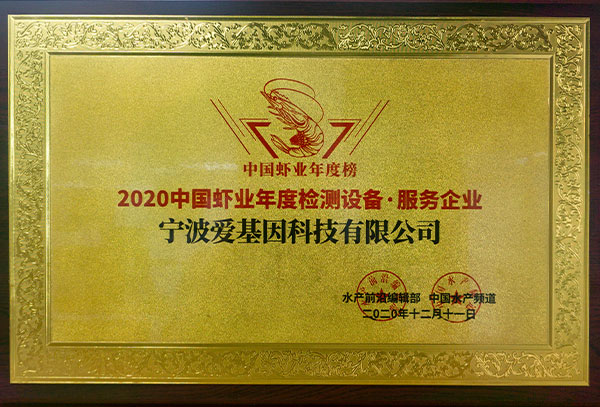 中国虾业年度榜
2020中国虾业年度检测设备·服务企业
宁波爱基因科技有限公司
水产前沿编辑部 中国水产频道
二〇二〇年十二月十一日